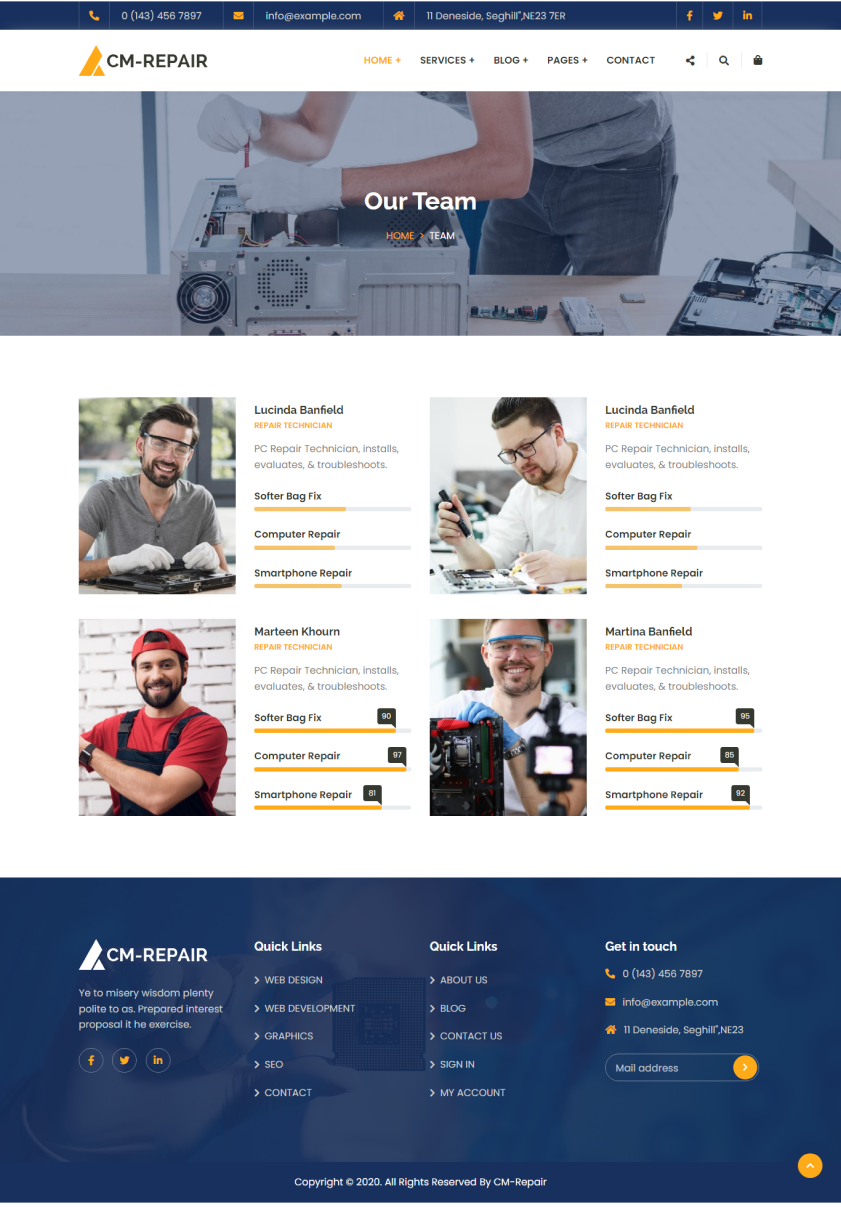 0 (143) 456 7897
info@example.com
11 Deneside, Seghill",NE23 7ER
CM-REPAIR
HOME +
SERVICES +
BLOG +
PAGES +
CONTACT
Our Team
HOME > TEAM
Lucinda Banfield
REPAIR TECHNICIAN
PC Repair Technician, installs,
evaluates, & troubleshoots.
Softer Bag Fix
Computer Repair
Smartphone Repair
Lucinda Banfield
REPAIR TECHNICIAN
PC Repair Technician, installs,
evaluates, & troubleshoots.
Softer Bag Fix
Computer Repair
Smartphone Repair
Marteen Khourn
REPAIR TECHNICIAN
PC Repair Technician, installs,
evaluates, & troubleshoots.
Softer Bag Fix 90
Computer Repair 97
Smartphone Repair 81
Martina Banfield
REPAIR TECHNICIAN
PC Repair Technician, installs,
evaluates, & troubleshoots.
Softer Bag Fix 95
Computer Repair 85
Smartphone Repair 92
CM-REPAIR
Ye to misery wisdom plenty
polite to as. Prepared interest
proposal it he exercise.
Quick Links
WEB DESIGN
WEB DEVELOPMENT
GRAPHICS
SEO
CONTACT
Quick Links
ABOUT US
BLOG
CONTACT US
SIGN IN
MY ACCOUNT
Get in touch
0 (143) 456 7897
info@example.com
11 Deneside, Seghill",NE23
Mail address
Copyright © 2020. All Rights Reserved By CM-Repair